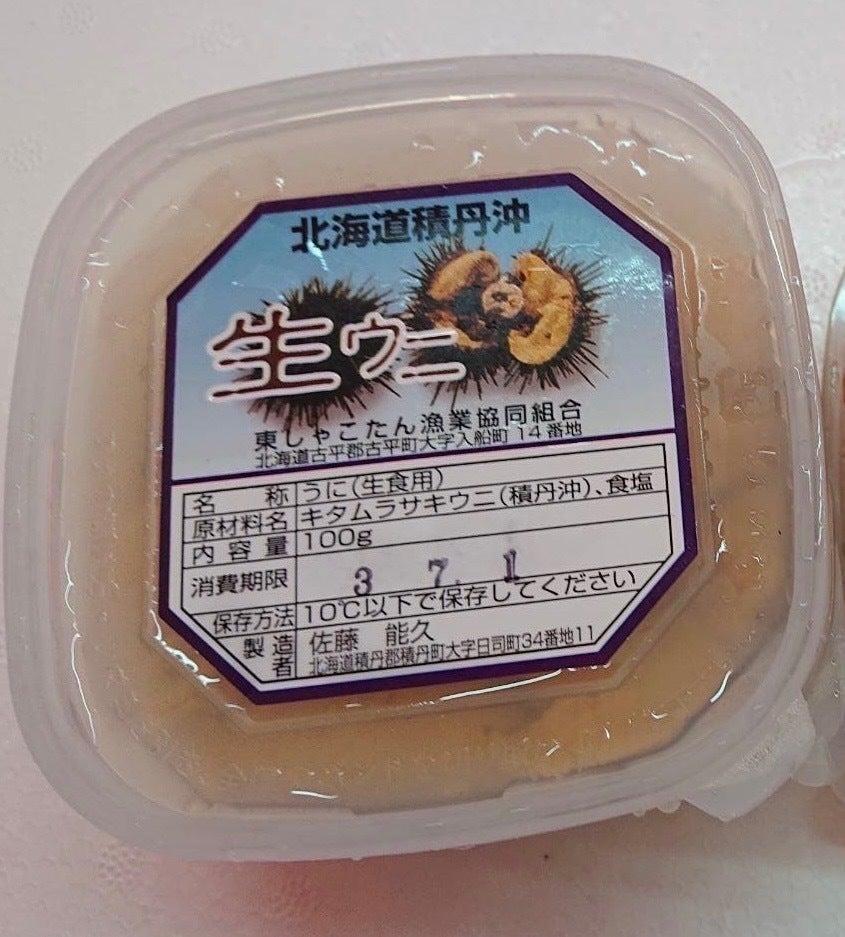 北海道積丹沖
生ウニ
東しゃこたん漁業協同組合
北海道古平郡古平町大字入船町 14 番地
名称 うに(生食用)
原材料名 キタムラサキウニ(積丹沖)、食塩
内容量 100g
消費期限 3 7. 1
保存方法 10℃以下で保存してください
製造者 佐藤 能久
北海道積丹郡積丹町大字日司町34番地11